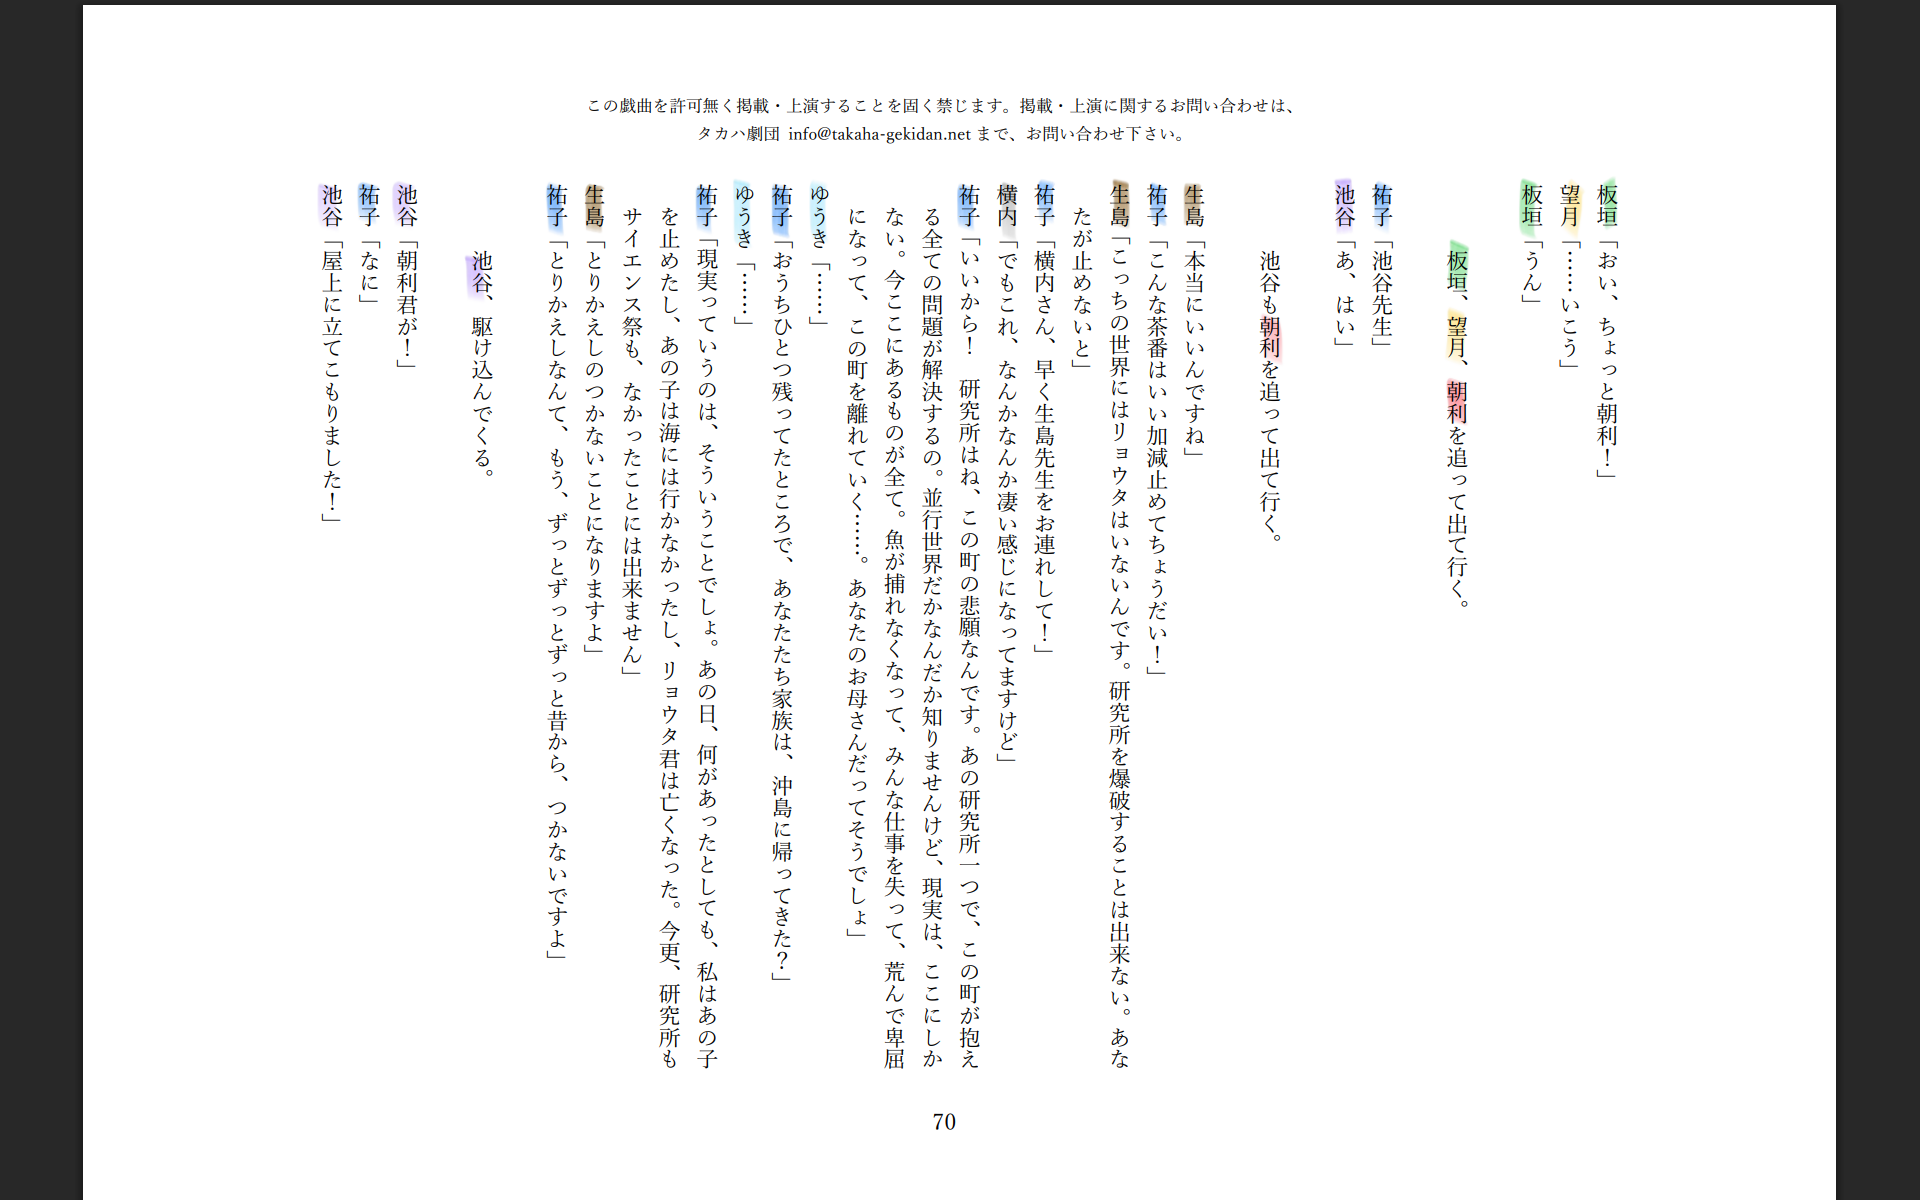 この戯曲を許可無く掲載・上演することを固く禁じます。掲載・上演に関するお問い合わせは、
タカハ劇団 info@takaha-gekidan.net まで、お問い合わせ下さい。
板垣「おい、ちょっと朝利！」
望月「……いこう」
板垣「うん」
板垣、望月、朝利を追って出て行く。
祐子「池谷先生」
池谷「あ、はい」
池谷も朝利を追って出て行く。
生島「本当にいいんですね」
祐子「こんな茶番はいい加減止めてちょうだい！」
生島「こっちの世界にはリョウタはいないんです。研究所を爆破することは出来ない。あな
たが止めないと」
祐子「横内さん、早く生島先生をお連れして！」
横内「でもこれ、なんかなんか凄い感じになってますけど」
祐子「いいから！　研究所はね、この町の悲願なんです。あの研究所一つで、この町が抱え
る全ての問題が解決するの。並行世界だかなんだか知りませんけど、現実は、ここにしか
ない。今ここにあるものが全て。魚が捕れなくなって、みんな仕事を失って、荒んで卑屈
になって、この町を離れていく……。あなたのお母さんだってそうでしょ」
ゆうき「……」
祐子「おうちひとつ残ってたところで、あなたたち家族は、沖島に帰ってきた？」
ゆうき「……」
祐子「現実っていうのは、そういうことでしょ。あの日、何があったとしても、私はあの子
を止めたし、あの子は海には行かなかったし、リョウタ君は亡くなった。今更、研究所も
サイエンス祭も、なかったことには出来ません」
生島「とりかえしのつかないことになりますよ」
祐子「とりかえしなんて、もう、ずっとずっとずっと昔から、つかないですよ」
池谷、駆け込んでくる。
池谷「朝利君が！」
祐子「なに」
池谷「屋上に立てこもりました！」
70